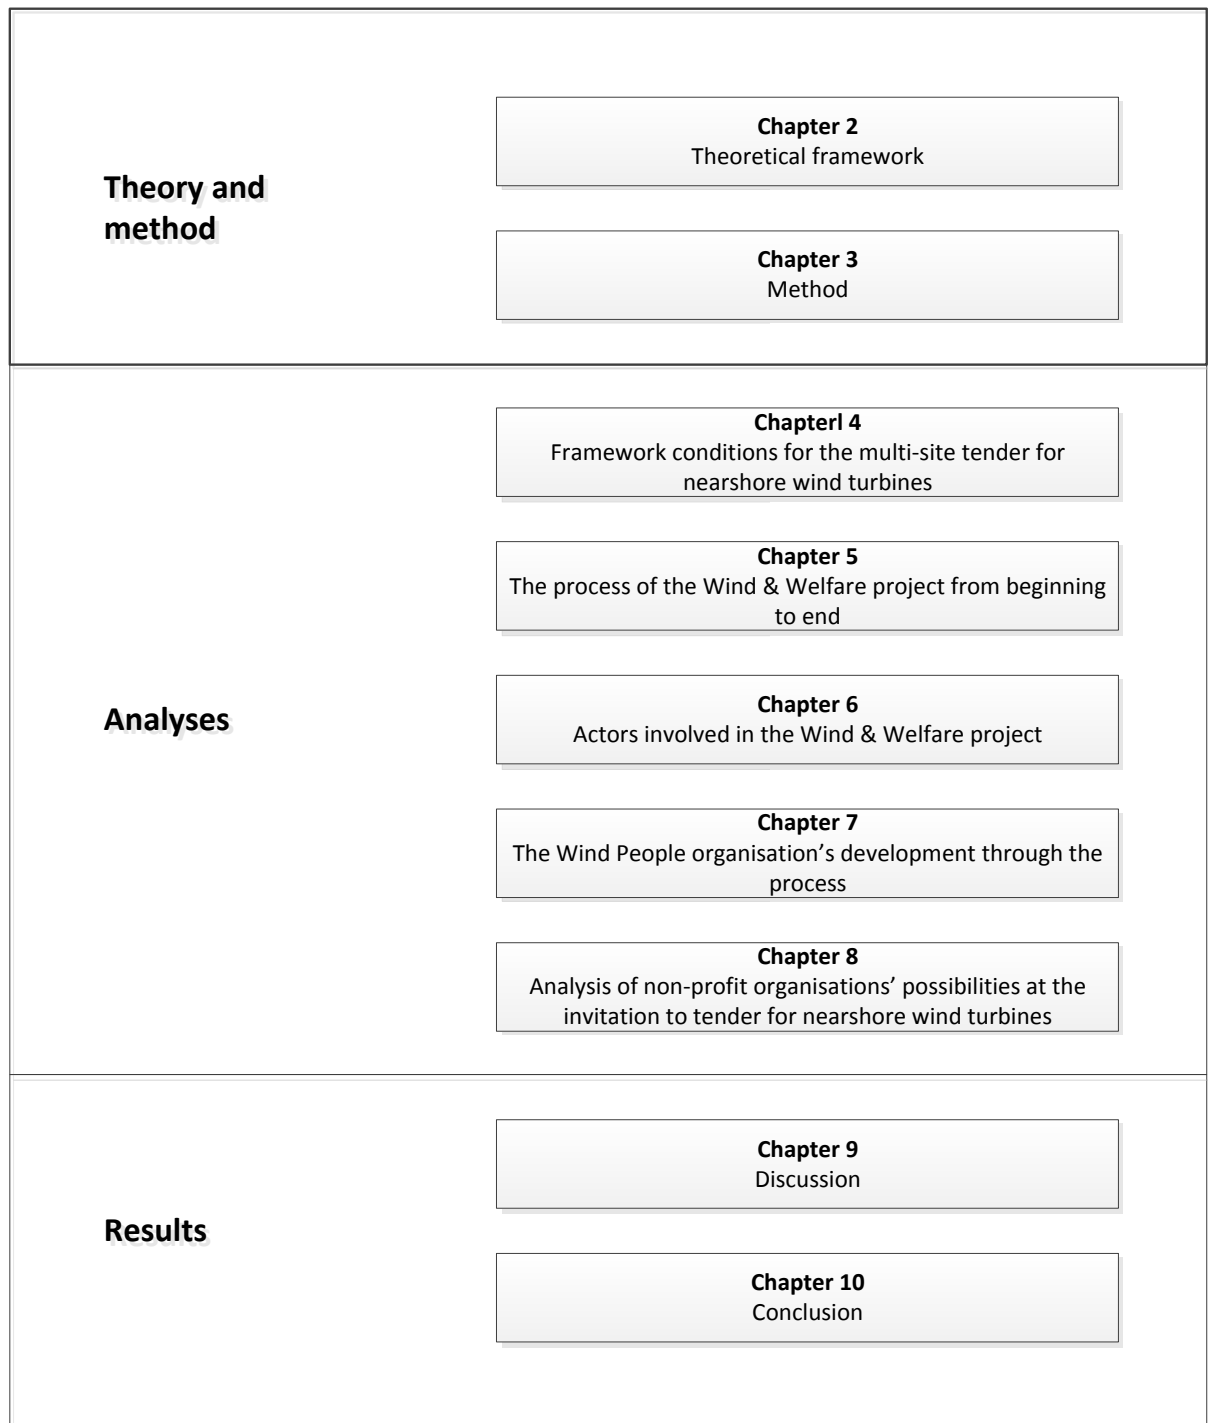 Theory and
method
Chapter 2
Theoretical framework
Chapter 3
Method
Analyses
Chapterl 4
Framework conditions for the multi-site tender for
nearshore wind turbines
Chapter 5
The process of the Wind & Welfare project from beginning
to end
Chapter 6
Actors involved in the Wind & Welfare project
Chapter 7
The Wind People organisation’s development through the
process
Chapter 8
Analysis of non-profit organisations’ possibilities at the
invitation to tender for nearshore wind turbines
Results
Chapter 9
Discussion
Chapter 10
Conclusion